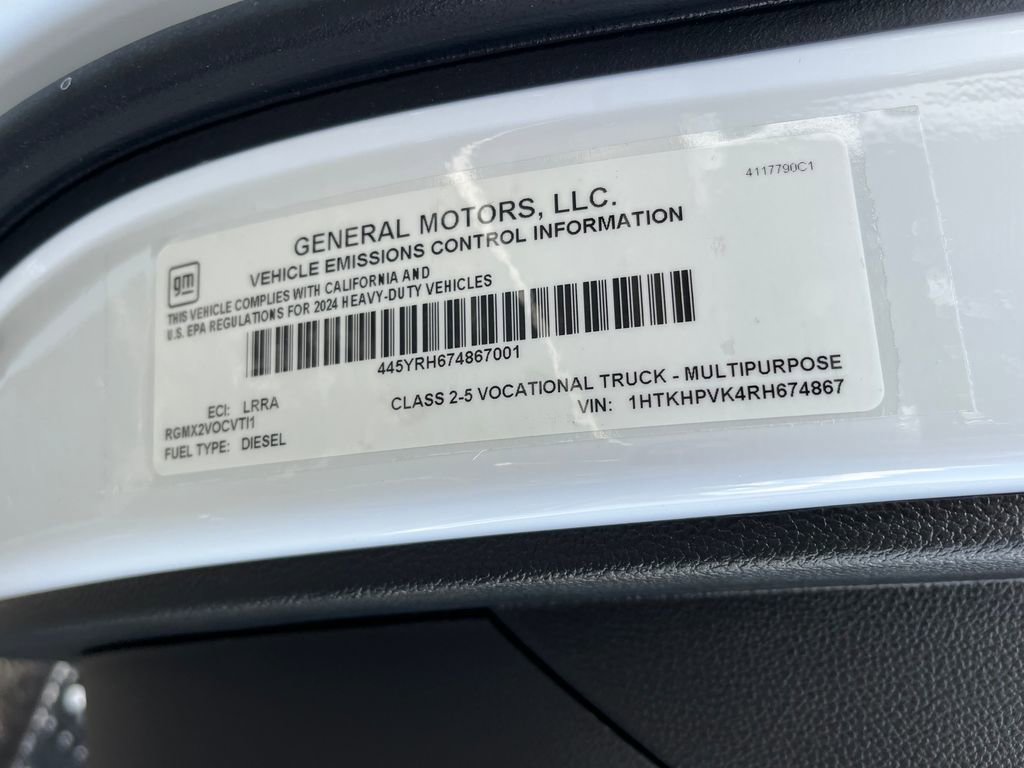 4117790C1
GENERAL MOTORS, LLC.
VEHICLE EMISSIONS CONTROL INFORMATION
gm
THIS VEHICLE COMPLIES WITH CALIFORNIA AND
U.S. EPA REGULATIONS FOR 2024 HEAVY-DUTY VEHICLES
445YRH674867001
CLASS 2-5 VOCATIONAL TRUCK - MULTIPURPOSE
VIN: 1HTKHPVK4RH674867
ECI: LRRA
RGMX2VOCVTI1
FUEL TYPE: DIESEL